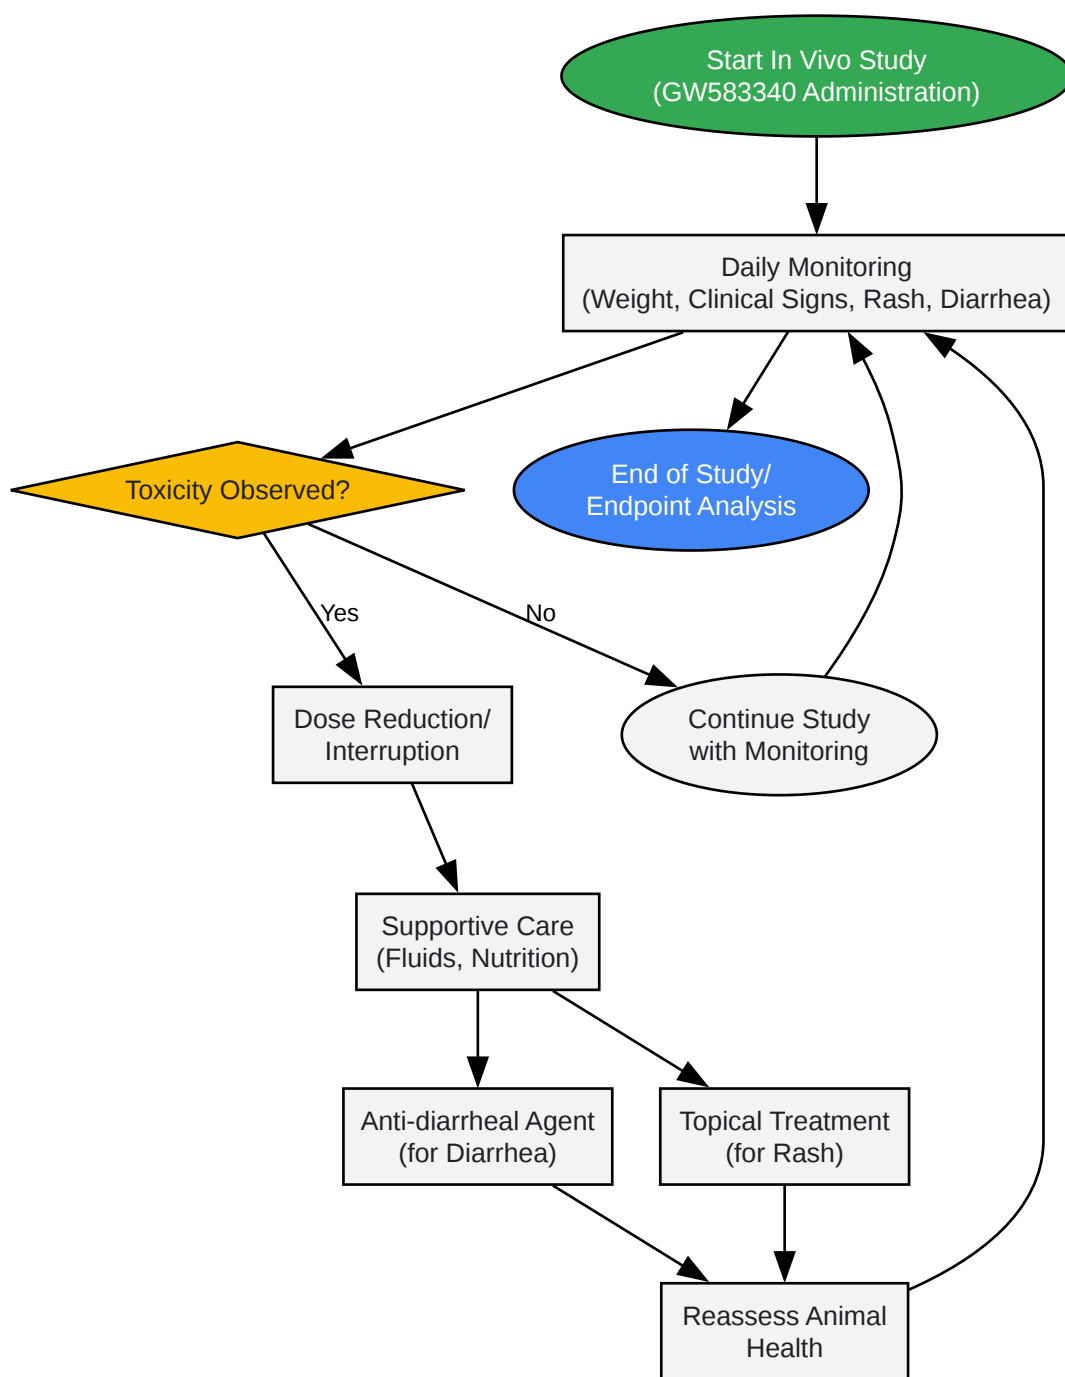 Start In Vivo Study
(GW583340 Administration)
Daily Monitoring
(Weight, Clinical Signs, Rash, Diarrhea)
Toxicity Observed?
End of Study/
Endpoint Analysis
Yes
No
Dose Reduction/
Interruption
Continue Study
with Monitoring
Supportive Care
(Fluids, Nutrition)
Anti-diarrheal Agent
(for Diarrhea)
Topical Treatment
(for Rash)
Reassess Animal
Health